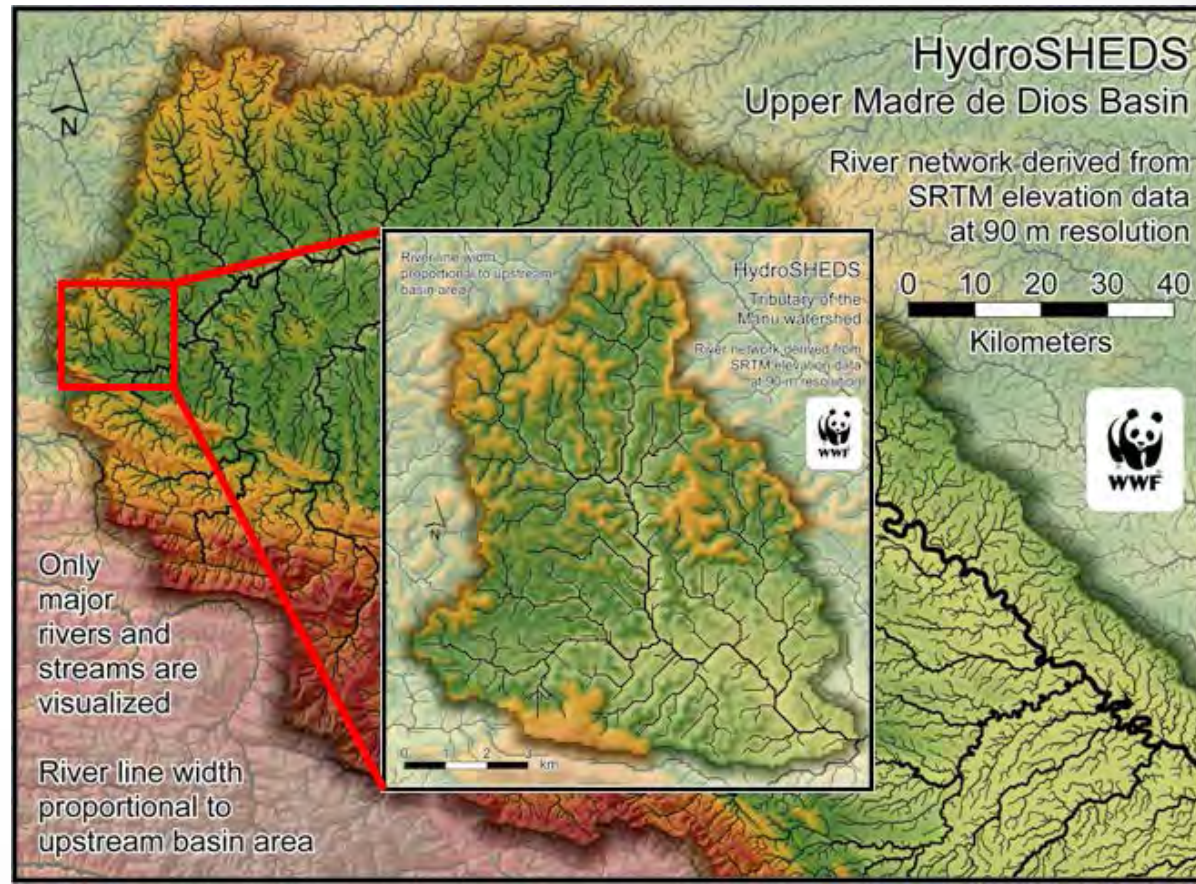 HydroSHEDS
Upper Madre de Dios Basin
River network derived from
SRTM elevation data
at 90 m resolution
0 10 20 30 40
Kilometers
N
WWF
River line width
proportional to upstream
basin area
HydroSHEDS
Tributary of the
Manu watershed
River network derived from
SRTM elevation data
at 90 m resolution
WWF
N
0 1 2 3
km
Only
major
rivers and
streams are
visualized
River line width
proportional to
upstream basin area